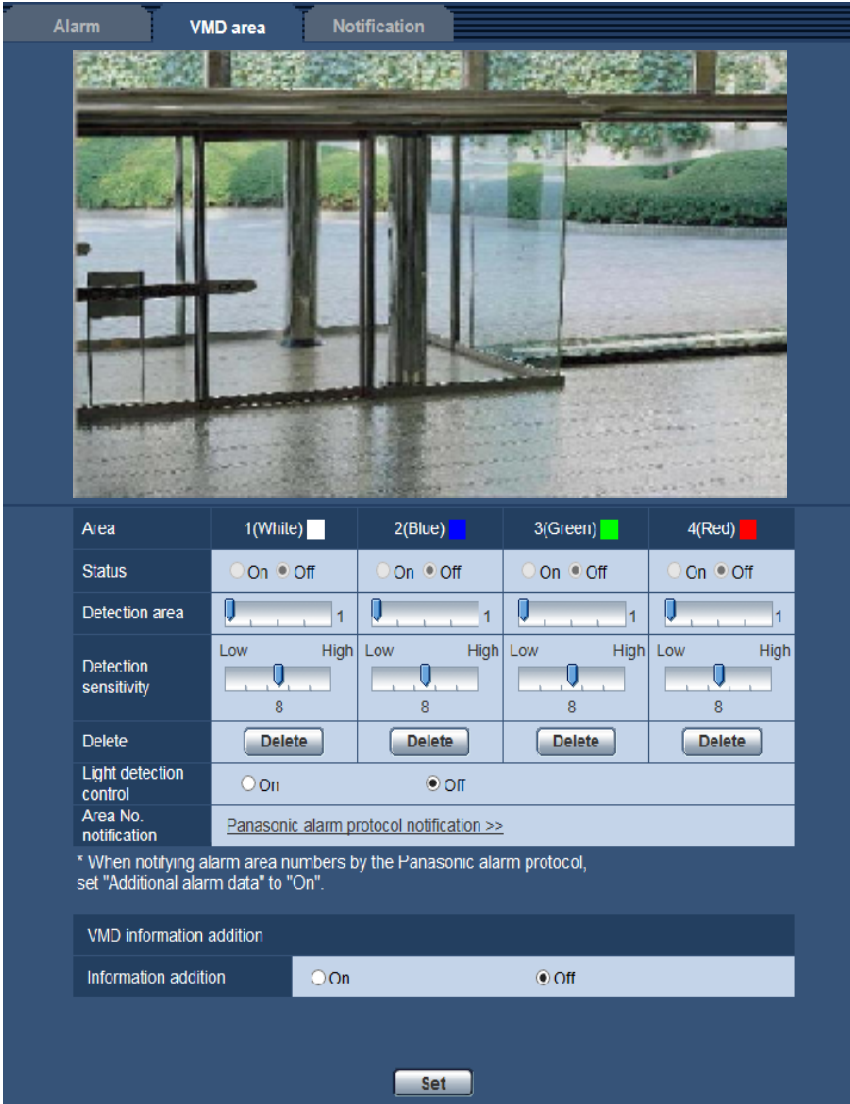 Alarm VMD area Notification
Area 1(White) 2(Blue) 3(Green) 4(Red)
Status On Off On Off On Off On Off
Detection area 1 1 1 1
Detection sensitivity Low High Low High Low High Low High
8 8 8 8
Delete Delete Delete Delete Delete
Light detection control On Off
Area No. notification Panasonic alarm protocol notification >>
* When notifying alarm area numbers by the Panasonic alarm protocol,
set "Additional alarm data" to "On".
VMD information addition
Information addition On Off
Set